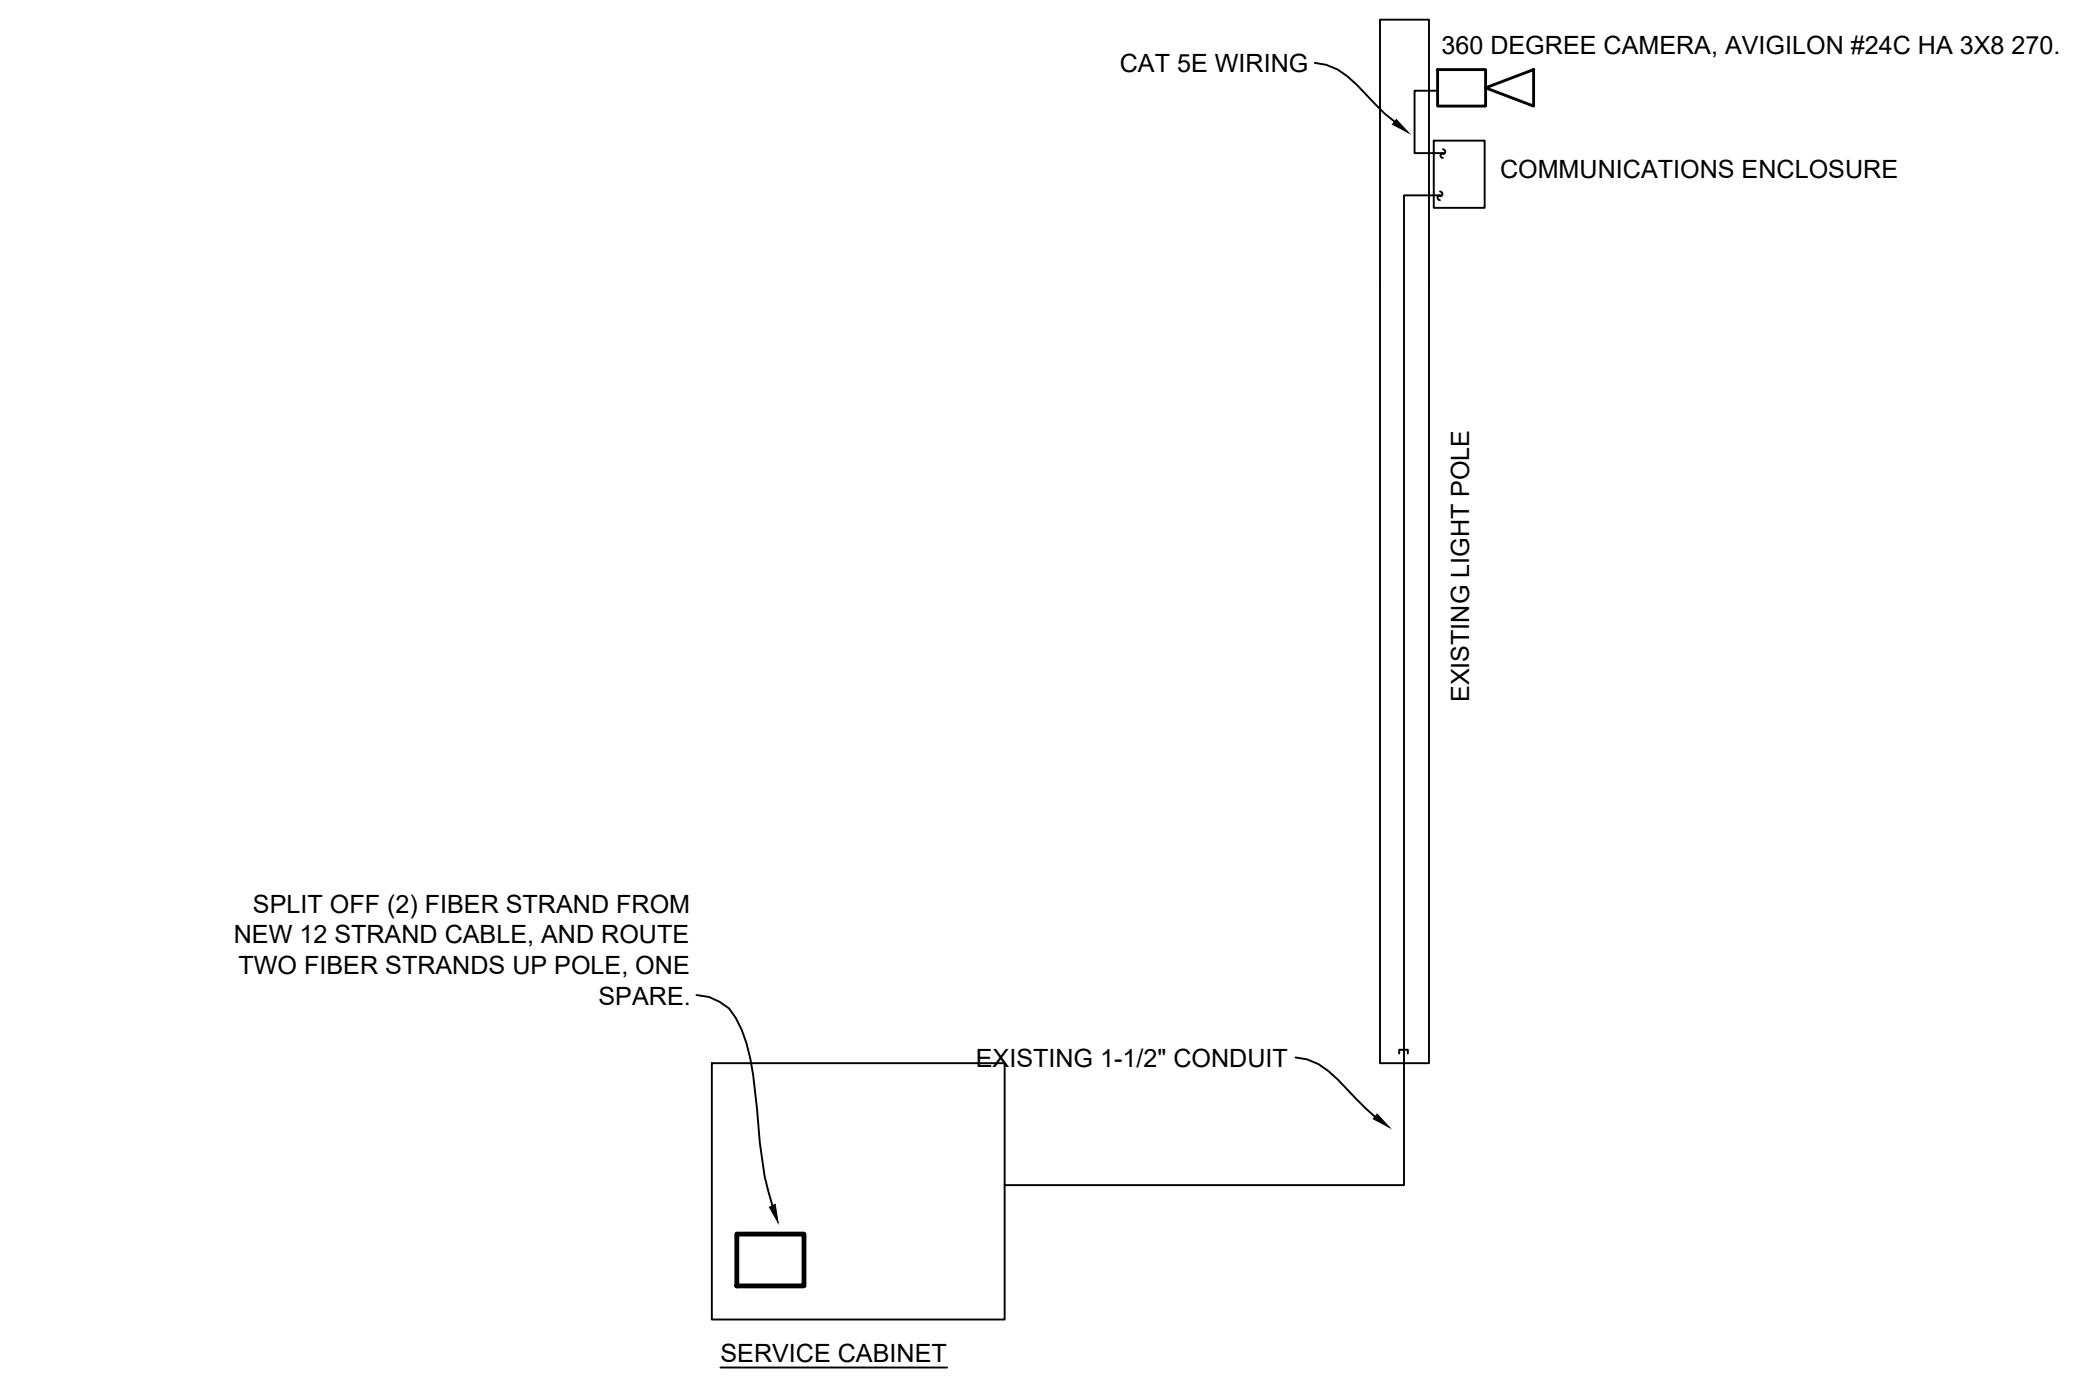 360 DEGREE CAMERA, AVIGILON #24C HA 3X8 270.
CAT 5E WIRING
COMMUNICATIONS ENCLOSURE
EXISTING LIGHT POLE
SPLIT OFF (2) FIBER STRAND FROM
NEW 12 STRAND CABLE, AND ROUTE
TWO FIBER STRANDS UP POLE, ONE
SPARE.
EXISTING 1-1/2" CONDUIT
SERVICE CABINET